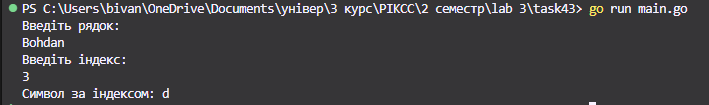 PS C:\Users\bivan\OneDrive\Documents\універ\3 курс\РІКСС\2 семестр\lab 3\task43> go run main.go
Введіть рядок:
Bohdan
Введіть індекс:
3
Символ за індексом: d